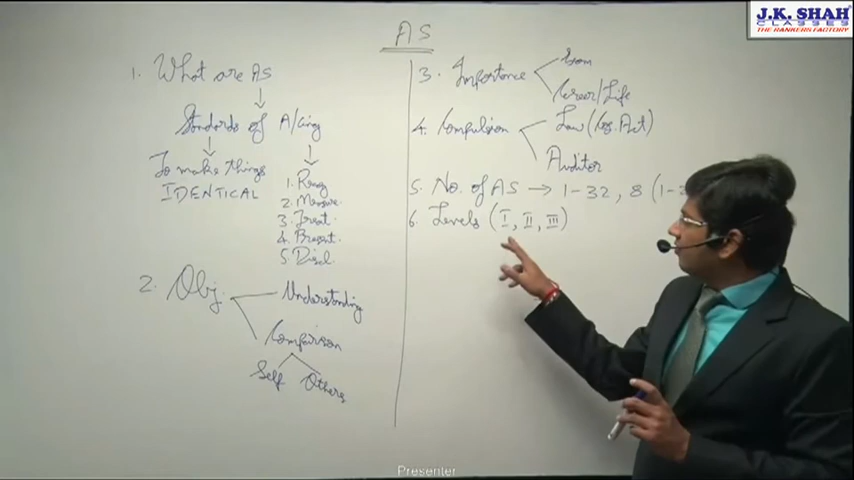 J.K. SHAH
CLASSES
THE RANKERS FACTORY
AS
1. What are AS
Standards of A/cing
To make things
IDENTICAL
1. Recog
2. Measure.
3. Treat.
4. Present.
5. Discl.
2. Obj.
Understanding
Comparison
Self Others
3. Importance
Exam
Career/Life
4. Compulsion
Law (Co. Act)
Auditor
5. No. of AS → 1-32, 8 (1-3
6. Levels (I, II, III)
Presenter